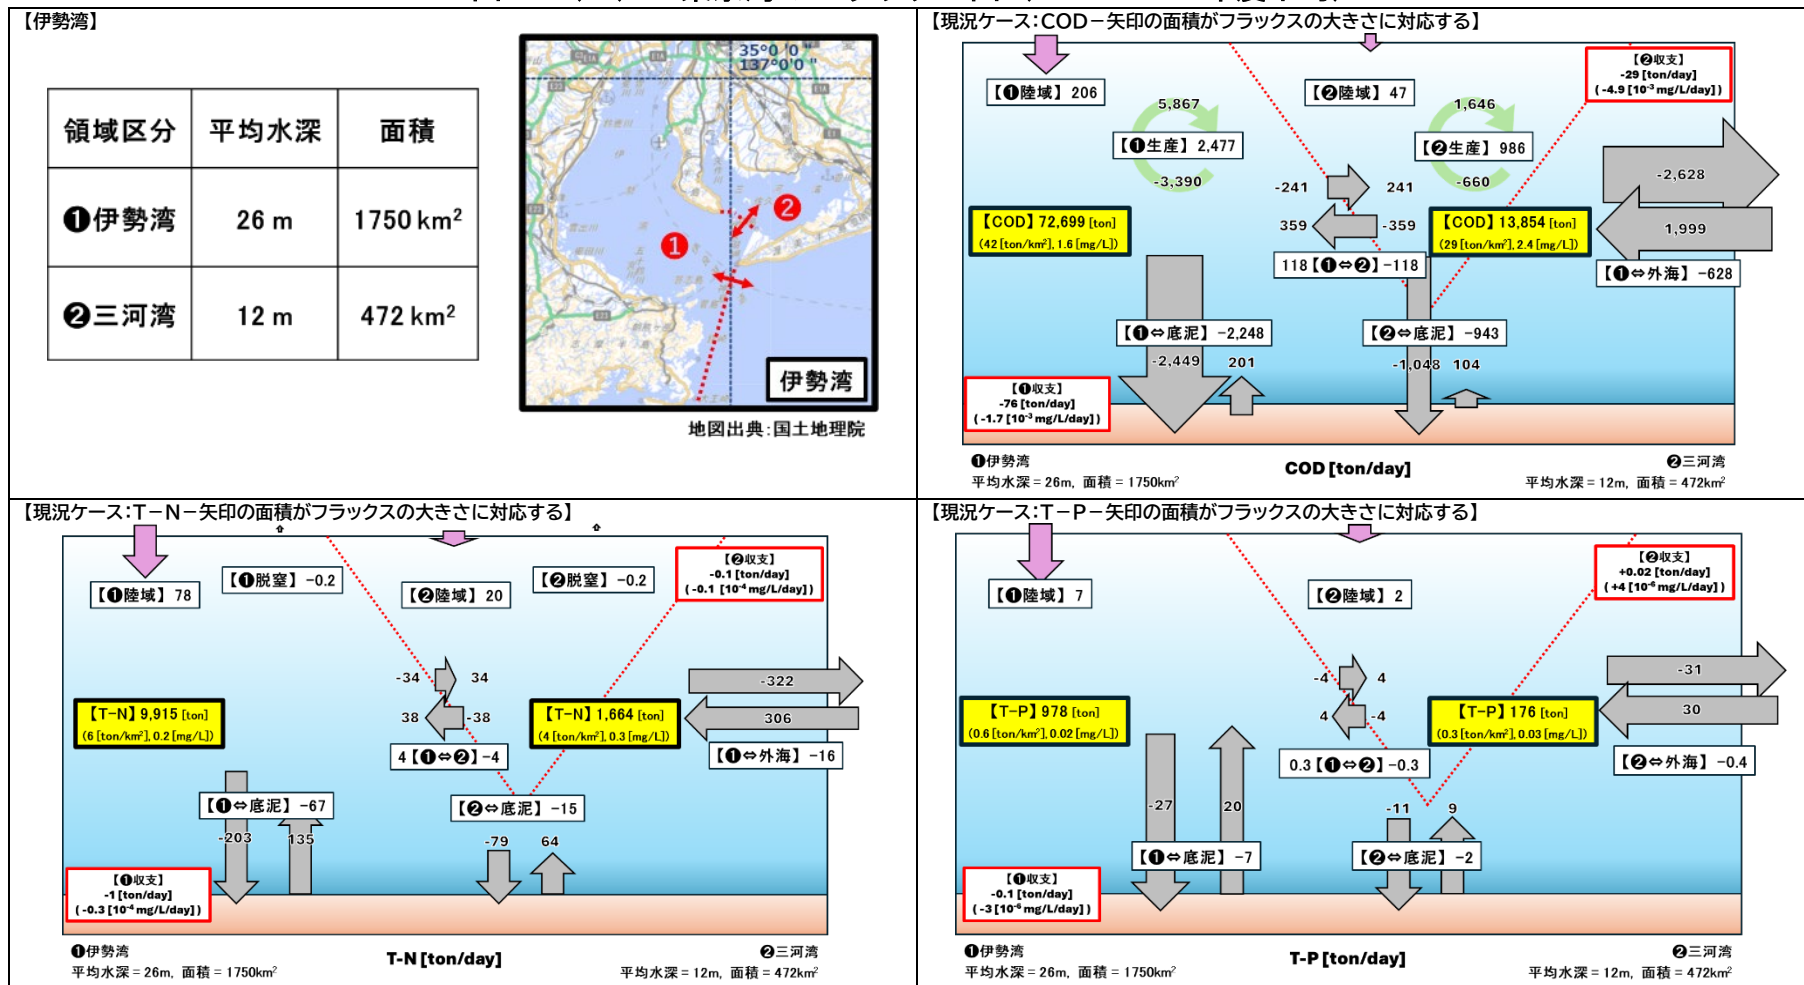 【伊勢湾】
領域区分 平均水深 面積
❶伊勢湾 26 m 1750 km²
❷三河湾 12 m 472 km²
35°0 '0 "
137°0'0 "
❶
❷
伊勢湾
地図出典:国土地理院
【現況ケース:COD-矢印の面積がフラックスの大きさに対応する】
【❶陸域】 206
【❷陸域】 47
【❷収支】
-29 [ton/day]
( -4.9 [10⁻³ mg/L/day] )
5,867
【❶生産】 2,477
-3,390
1,646
【❷生産】 986
-660
-241 241
359 -359
118【❶⇔❷】-118
-2,628
1,999
【❶⇔外海】 -628
【COD】 72,699 [ton]
(42 [ton/km²], 1.6 [mg/L])
【COD】 13,854 [ton]
(29 [ton/km²], 2.4 [mg/L])
【❶⇔底泥】 -2,248
-2,449 201
【❷⇔底泥】 -943
-1,048 104
【❶収支】
-76 [ton/day]
( -1.7 [10⁻³ mg/L/day] )
❶伊勢湾
平均水深 = 26m, 面積 = 1750km²
COD [ton/day]
❷三河湾
平均水深 = 12m, 面積 = 472km²
【現況ケース:T-N-矢印の面積がフラックスの大きさに対応する】
【❶陸域】 78
【❶脱窒】 -0.2
【❷陸域】 20
【❷脱窒】 -0.2
【❷収支】
-0.1 [ton/day]
( -0.1 [10⁻⁴ mg/L/day] )
-34 34
38 -38
4【❶⇔❷】-4
-322
306
【❶⇔外海】 -16
【T-N】 9,915 [ton]
(6 [ton/km²], 0.2 [mg/L])
【T-N】 1,664 [ton]
(4 [ton/km²], 0.3 [mg/L])
【❶⇔底泥】 -67
-203 135
【❷⇔底泥】 -15
-79 64
【❶収支】
-1 [ton/day]
( -0.3 [10⁻⁴ mg/L/day] )
❶伊勢湾
平均水深 = 26m, 面積 = 1750km²
T-N [ton/day]
❷三河湾
平均水深 = 12m, 面積 = 472km²
【現況ケース:T-P-矢印の面積がフラックスの大きさに対応する】
【❶陸域】 7
【❷陸域】 2
【❷収支】
+0.02 [ton/day]
( +4 [10⁻⁶ mg/L/day] )
-4 4
4 -4
0.3【❶⇔❷】-0.3
-31
30
【❷⇔外海】 -0.4
【T-P】 978 [ton]
(0.6 [ton/km²], 0.02 [mg/L])
【T-P】 176 [ton]
(0.3 [ton/km²], 0.03 [mg/L])
-27 20
【❶⇔底泥】 -7
-11 9
【❷⇔底泥】 -2
【❶収支】
-0.1 [ton/day]
( -3 [10⁻⁶ mg/L/day] )
❶伊勢湾
平均水深 = 26m, 面積 = 1750km²
T-P [ton/day]
❷三河湾
平均水深 = 12m, 面積 = 472km²